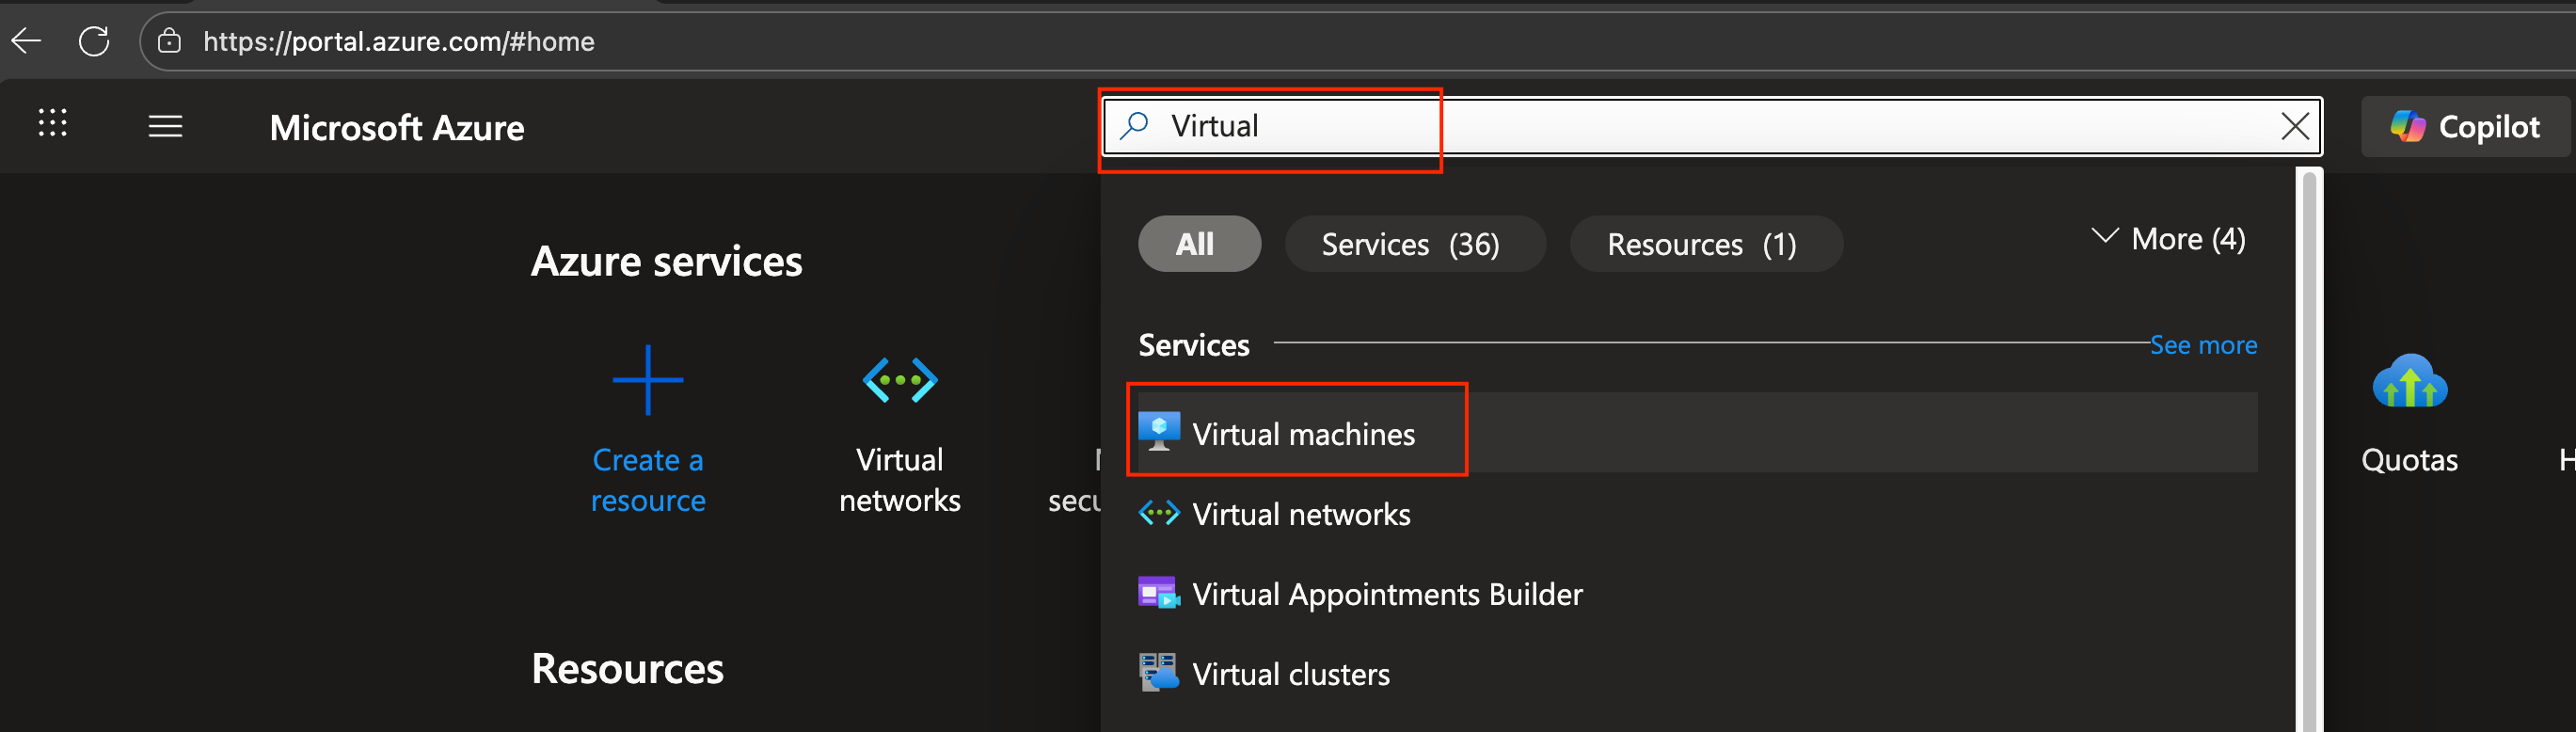 https://portal.azure.com/#home
Microsoft Azure
Virtual
Copilot
All
Services (36)
Resources (1)
More (4)
Azure services
Services
See more
Create a
resource
Virtual
networks
secu
Virtual machines
Virtual networks
Virtual Appointments Builder
Virtual clusters
Quotas
H
Resources